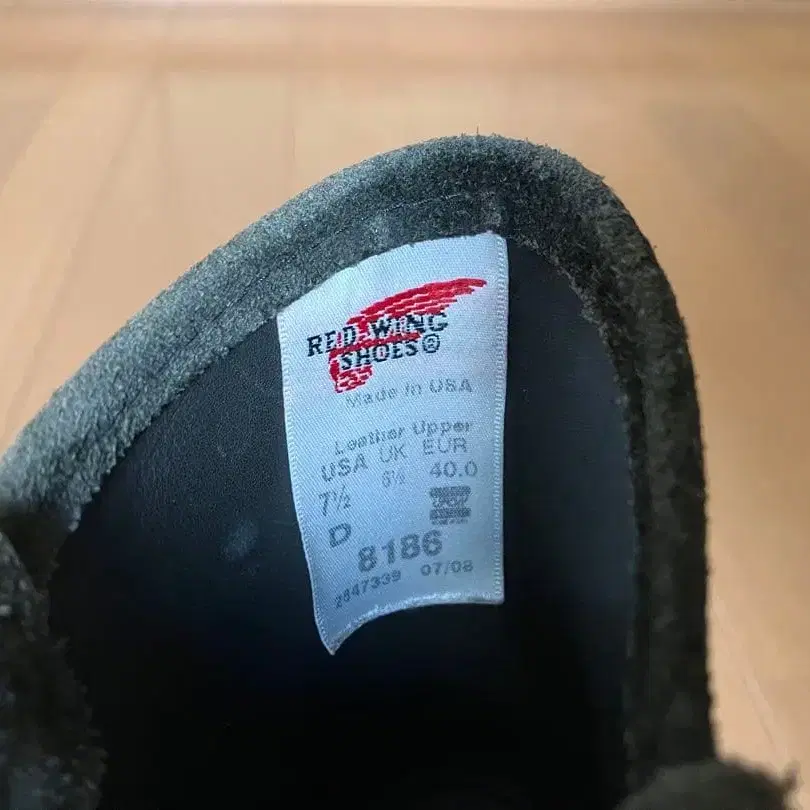 RED WING
SHOES®
Made in USA
Leather Upper
USA UK EUR
7½ 6½ 40.0
D
8186
2847339 07/08